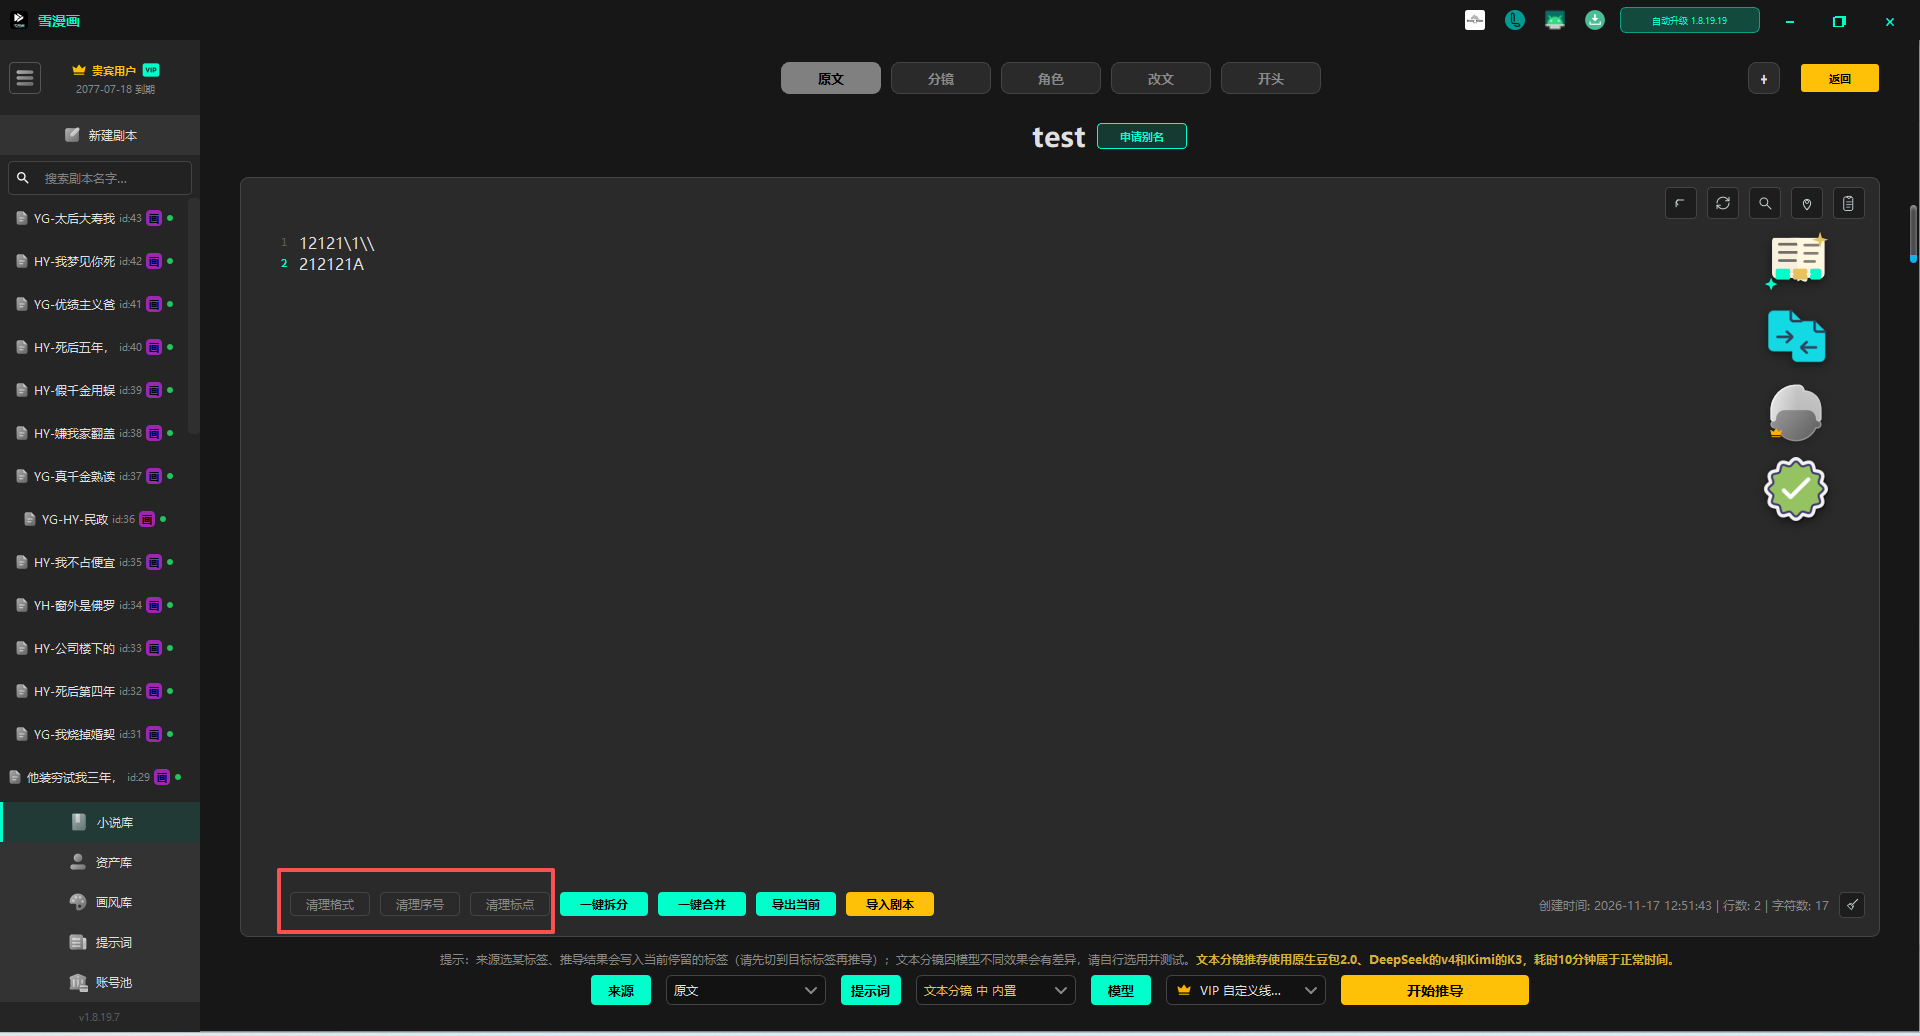 雪漫画
自动升级 1.8.19.19
贵宾用户 VIP
2077-07-18 到期
原文
分镜
角色
改文
开头
返回
新建剧本
test
申请别名
搜索剧本名字...
YG-太后大寿我 id:43 画
HY-我梦见你死 id:42 画
YG-优绩主义爸 id:41 画
HY-死后五年, id:40 画
HY-假千金用娱 id:39 画
HY-嫌我家翻盖 id:38 画
YG-真千金熟读 id:37 画
YG-HY-民政 id:36 画
HY-我不占便宜 id:35 画
YH-窗外是佛罗 id:34 画
HY-公司楼下的 id:33 画
HY-死后第四年 id:32 画
YG-我烧掉婚契 id:31 画
他装穷试我三年, id:29 画
1 12121\1\\
2 212121A
小说库
资产库
画风库
提示词
账号池
v1.8.19.7
清理格式
清理序号
清理标点
一键拆分
一键合并
导出当前
导入剧本
创建时间: 2026-11-17 12:51:43 | 行数: 2 | 字符数: 17
提示：来源选某标签、推导结果会写入当前停留的标签（请先切到目标标签再推导）；文本分镜因模型不同效果会有差异，请自行选用并测试。文本分镜推荐使用原生豆包2.0、DeepSeek的v4和Kimi的K3，耗时10分钟属于正常时间。
来源
原文
提示词
文本分镜 中 内置
模型
VIP 自定义线...
开始推导